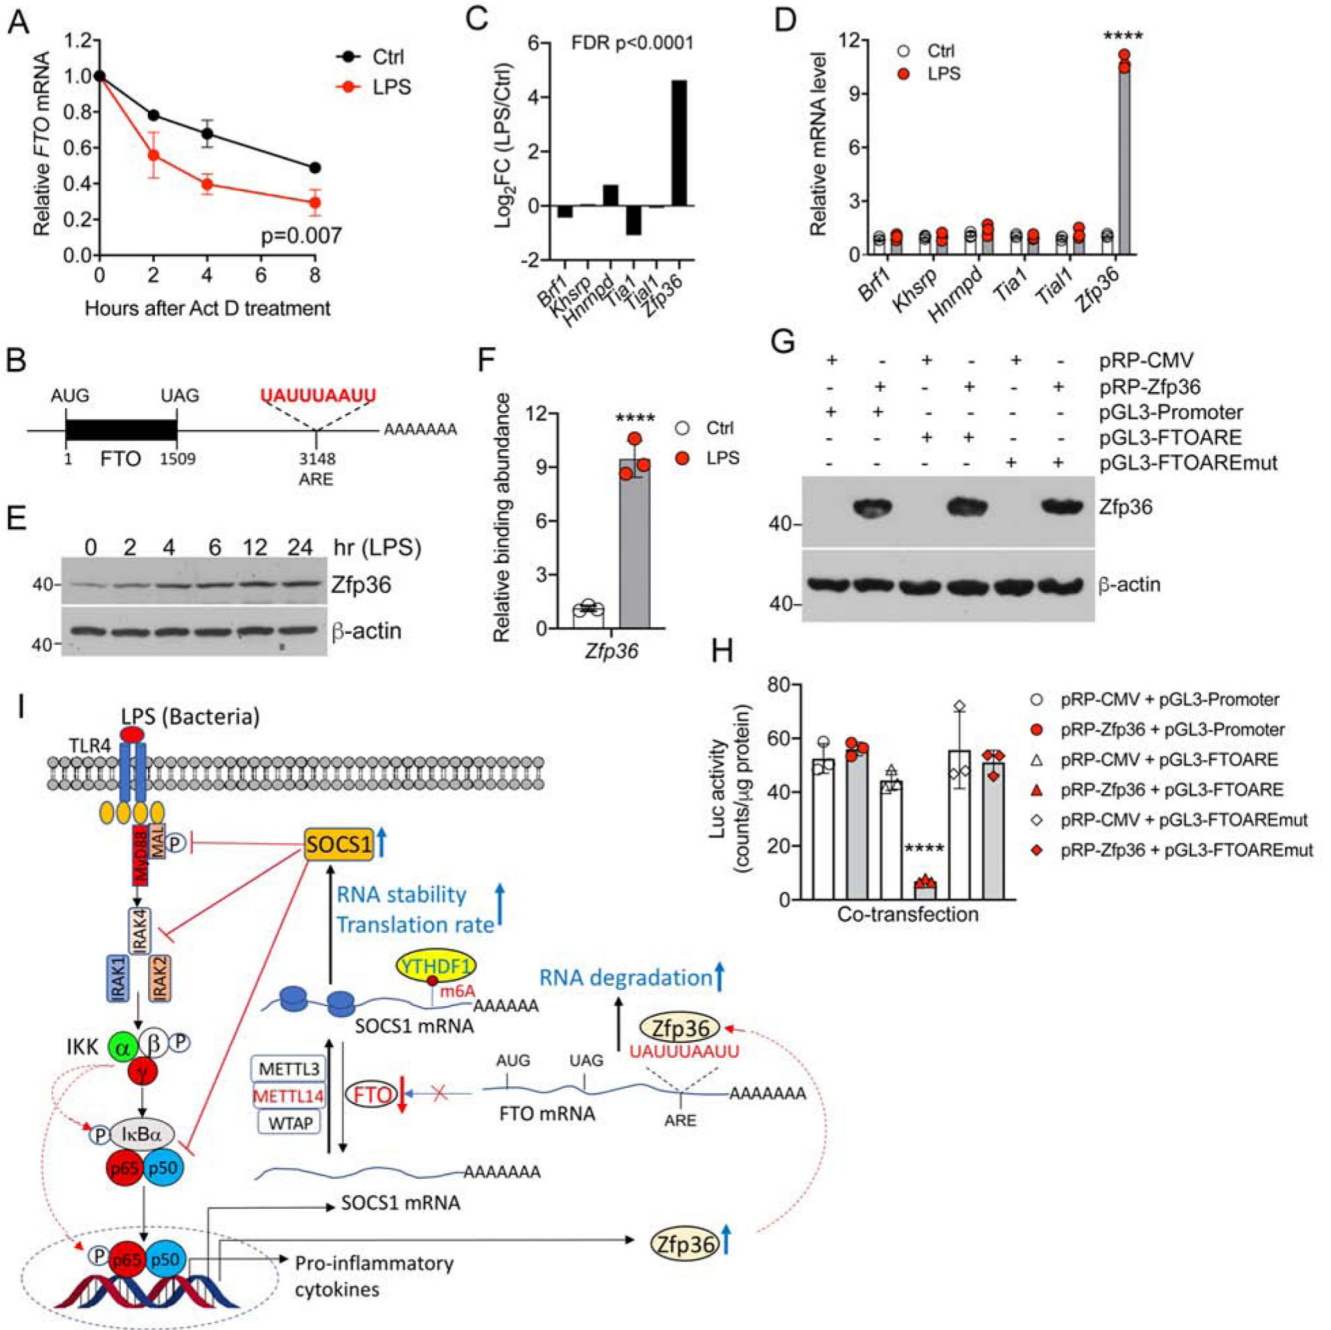 A
1.2
1.0
0.8
0.6
0.4
0.2
0.0
Relative FTO mRNA
Ctrl
LPS
p=0.007
0 2 4 6 8
Hours after Act D treatment
C
6
4
2
0
-2
Log2FC (LPS/Ctrl)
FDR p<0.0001
Brf1
Khsrp
Hnrnpd
Tia1
Tial1
Zfp36
D
12
9
6
3
0
Relative mRNA level
Ctrl
LPS
****
Brf1
Khsrp
Hnrnpd
Tia1
Tial1
Zfp36
B
AUG UAG UAUUUAAUU
AAAAAAA
1 FTO 1509 3148
ARE
E
0 2 4 6 12 24 hr (LPS)
40 Zfp36
40 β-actin
F
12
9
6
3
0
Relative binding abundance
****
Ctrl
LPS
Zfp36
G
+ - + - + - pRP-CMV
- + - + - + pRP-Zfp36
+ + - - - - pGL3-Promoter
- - + + - - pGL3-FTOARE
- - - - + + pGL3-FTOAREmut
40 Zfp36
40 β-actin
H
80
60
40
20
0
Luc activity
(counts/μg protein)
****
Co-transfection
pRP-CMV + pGL3-Promoter
pRP-Zfp36 + pGL3-Promoter
pRP-CMV + pGL3-FTOARE
pRP-Zfp36 + pGL3-FTOARE
pRP-CMV + pGL3-FTOAREmut
pRP-Zfp36 + pGL3-FTOAREmut
I
LPS (Bacteria)
TLR4
MyD88
MAL
P
SOCS1
RNA stability
Translation rate
IRAK4
IRAK1
IRAK2
YTHDF1
m6A
AAAAAA
SOCS1 mRNA
RNA degradation
Zfp36
UAUUUAAUU
AUG UAG
AAAAAAA
FTO mRNA
ARE
IKK α β P
γ
METTL3
METTL14
WTAP
FTO
P IκBα
p65 p50
AAAAAAA
SOCS1 mRNA
Zfp36
P p65 p50
Pro-inflammatory
cytokines